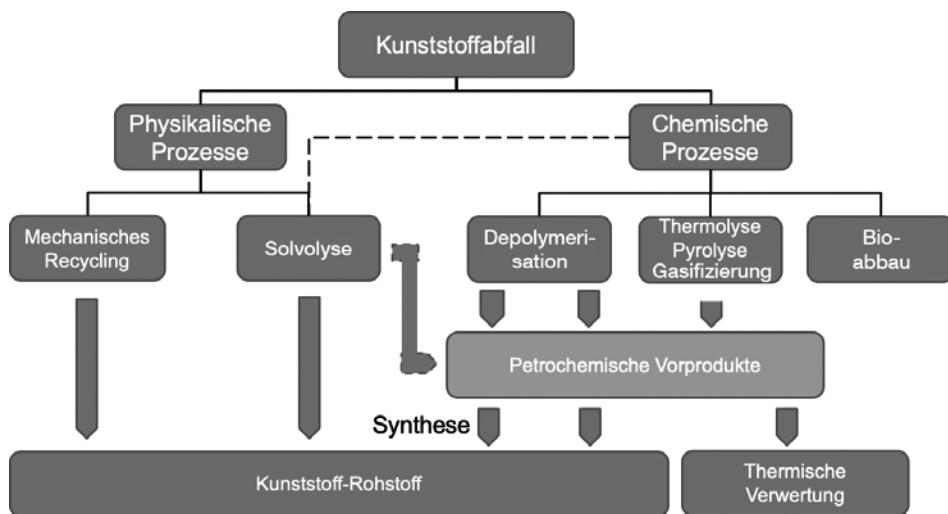 Kunststoffabfall
Physikalische
Prozesse
Chemische
Prozesse
Mechanisches
Recycling
Solvolyse
Depolymeri-
sation
Thermolyse
Pyrolyse
Gasifizierung
Bio-
abbau
Petrochemische Vorprodukte
Synthese
Kunststoff-Rohstoff
Thermische
Verwertung